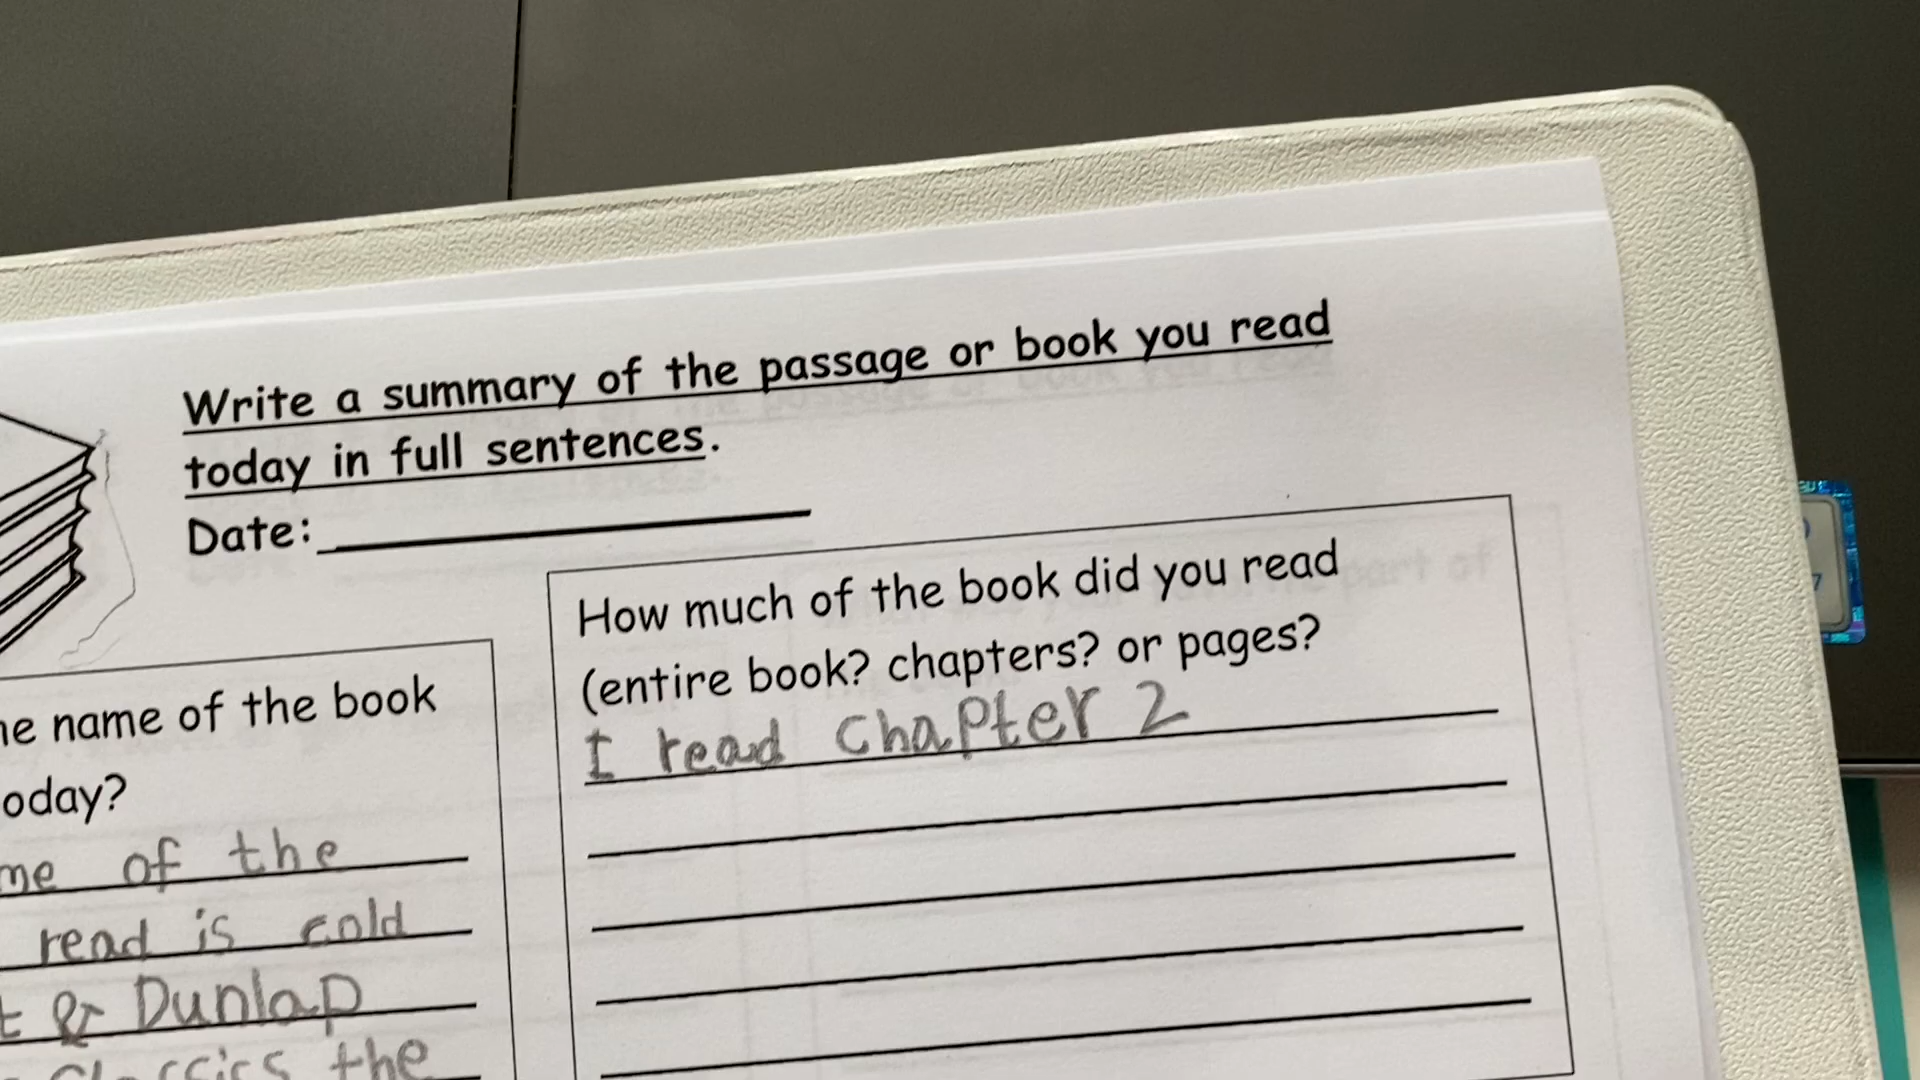 Write a summary of the passage or book you read
today in full sentences.
Date:
How much of the book did you read
(entire book? chapters? or pages?
I read chapter 2
name of the book
oday?
me of the
read is cold
t & Dunlap
the